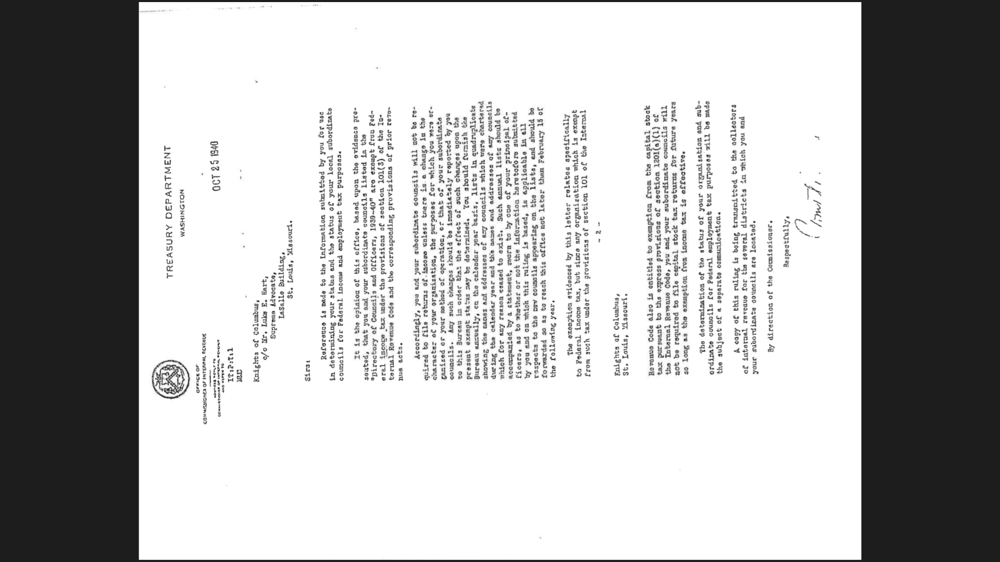 TREASURY DEPARTMENT
WASHINGTON
OFFICE OF
COMMISSIONER OF INTERNAL REVENUE
ADDRESS REPLY TO
COMMISSIONER OF INTERNAL REVENUE
AND REFER TO
IT:P:T:1
OCT 25 1940
Knights of Columbus,
c/o Mr. Luke E. Hart,
Supreme Advocate,
LaSalle Building,
St. Louis, Missouri.
Sirs:
Reference is made to the information submitted by you for use
in determining your status and the status of your local subordinate
councils for Federal income and employment tax purposes.
It is the opinion of this office, based upon the evidence pre-
sented, that you and your subordinate councils listed in the
"Directory of Councils and Officers, 1939-40" are exempt from Fed-
eral income tax under the provisions of section 101(3) of the In-
ternal Revenue Code and the corresponding provisions of prior reve-
nue acts.
Accordingly, you and your subordinate councils will not be re-
quired to file returns of income unless there is a change in the
character of your organization, the purposes for which you were or-
ganized or your method of operation, or that of your subordinate
councils. Any such changes should be immediately reported by you
to this Bureau in order that the effect of such changes upon the
present exempt status may be determined. You should furnish the
Bureau annually, on the calendar year basis, lists in quadruplicate
showing the names and addresses of any councils which were chartered
during the calendar year and the names and addresses of any councils
which for any reason ceased to exist. Such annual lists should be
accompanied by a statement, sworn to by one of your principal of-
ficers, as to whether or not the information heretofore submitted
by you and on which this ruling is based, is applicable in all
respects to the new councils appearing on the lists, and should be
forwarded so as to reach this office not later than February 15 of
the following year.
The exemption evidenced by this letter relates specifically
to Federal income tax, but since any organization which is exempt
from such tax under the provisions of section 101 of the Internal
- 2 -
Knights of Columbus,
St. Louis, Missouri.
Revenue Code also is entitled to exemption from the capital stock
tax pursuant to the express provisions of section 1201(a)(1) of
the Internal Revenue Code, you and your subordinate councils will
not be required to file capital stock tax returns for future years
so long as the exemption from income tax is effective.
The determination of the status of your organization and sub-
ordinate councils for Federal employment tax purposes will be made
the subject of a separate communication.
A copy of this ruling is being transmitted to the collectors
of internal revenue for the several districts in which you and
your subordinate councils are located.
By direction of the Commissioner.
Respectfully,